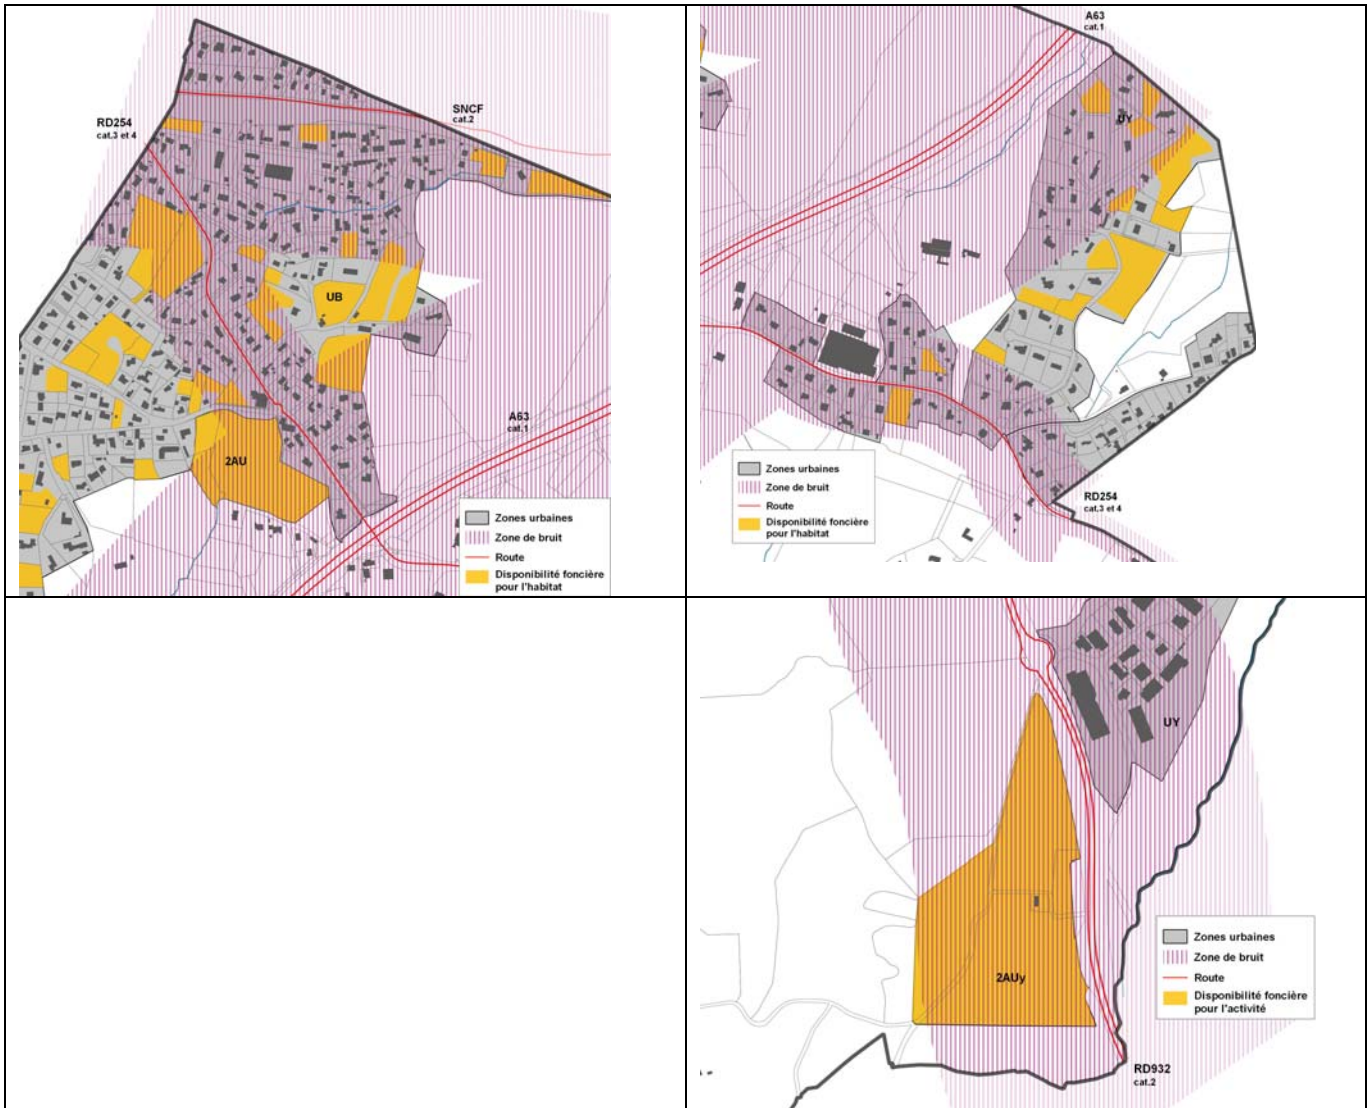 SNCF
cat.2
RD254
cat.3 et 4
UB
A63
cat.1
2AU
Zones urbaines
Zone de bruit
Route
Disponibilité foncière
pour l'habitat
A63
cat.1
UY
Zones urbaines
Zone de bruit
Route
Disponibilité foncière
pour l'habitat
RD254
cat.3 et 4
UY
2AUy
Zones urbaines
Zone de bruit
Route
Disponibilité foncière
pour l'activité
RD932
cat.2